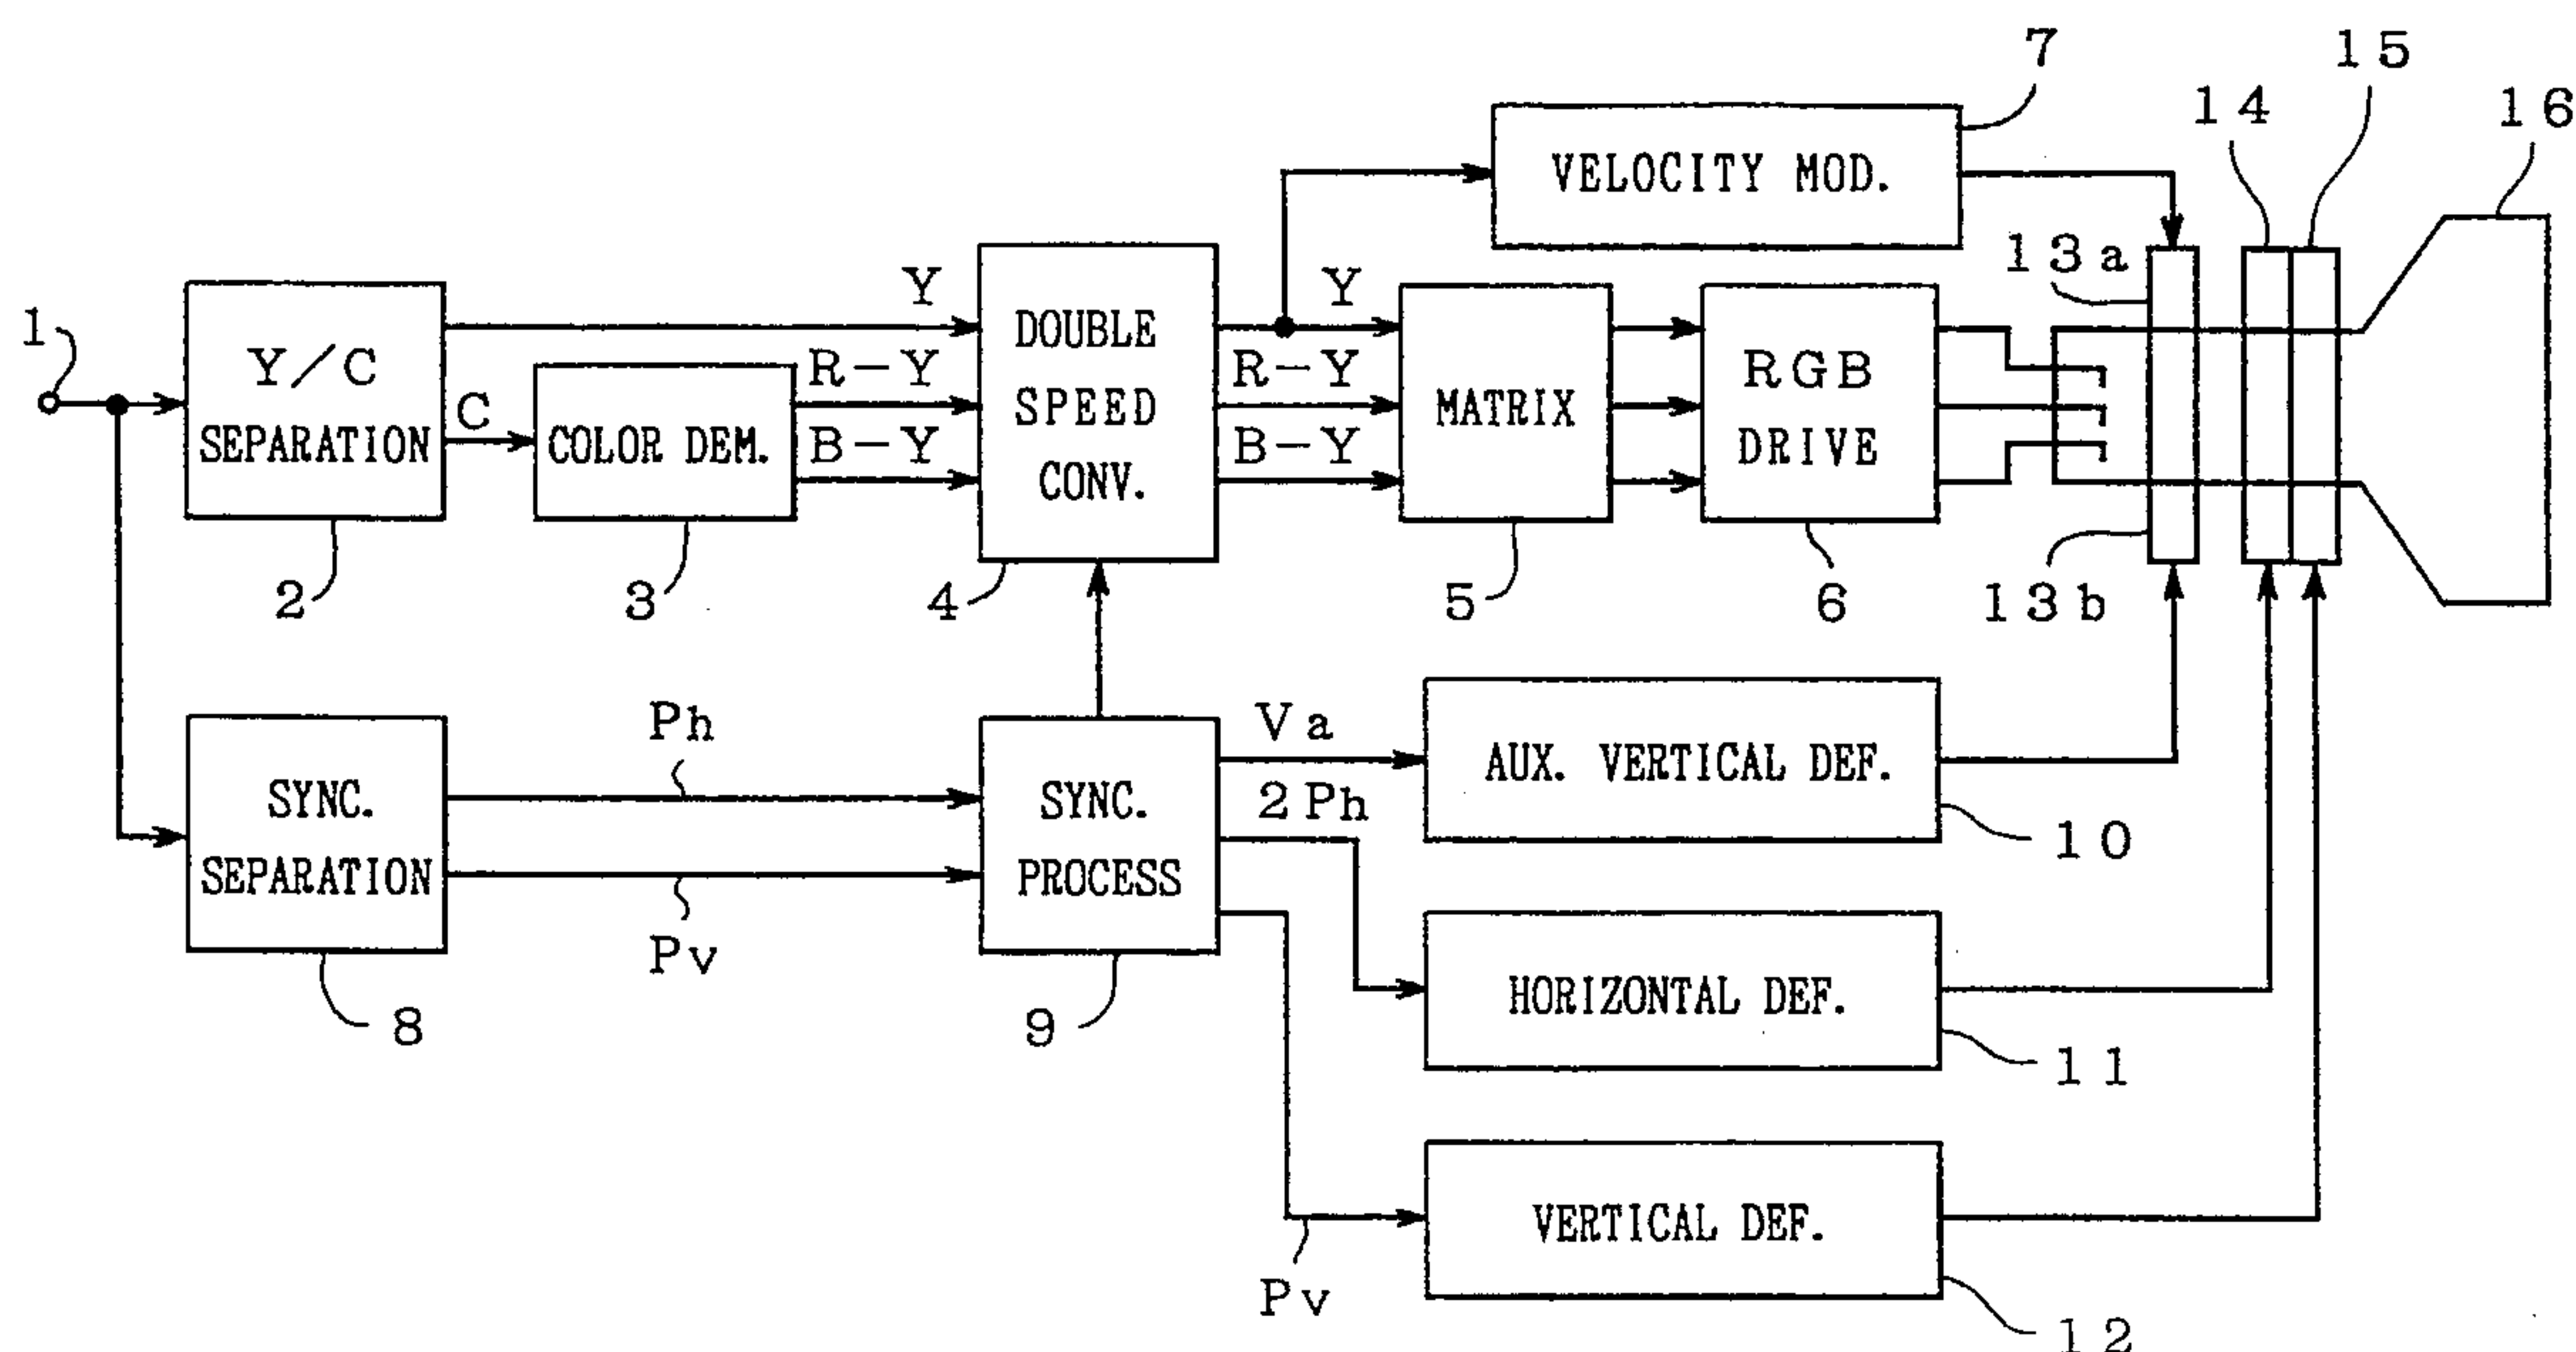 7
15
14
16
VELOCITY MOD.
13a
1
Y/C
SEPARATION
2
C
COLOR DEM.
3
Y
R-Y
B-Y
DOUBLE
SPEED
CONV.
4
Y
R-Y
B-Y
MATRIX
5
RGB
DRIVE
6
13b
SYNC.
SEPARATION
8
Ph
Pv
SYNC.
PROCESS
9
Va
2Ph
Pv
AUX. VERTICAL DEF.
10
HORIZONTAL DEF.
11
VERTICAL DEF.
12